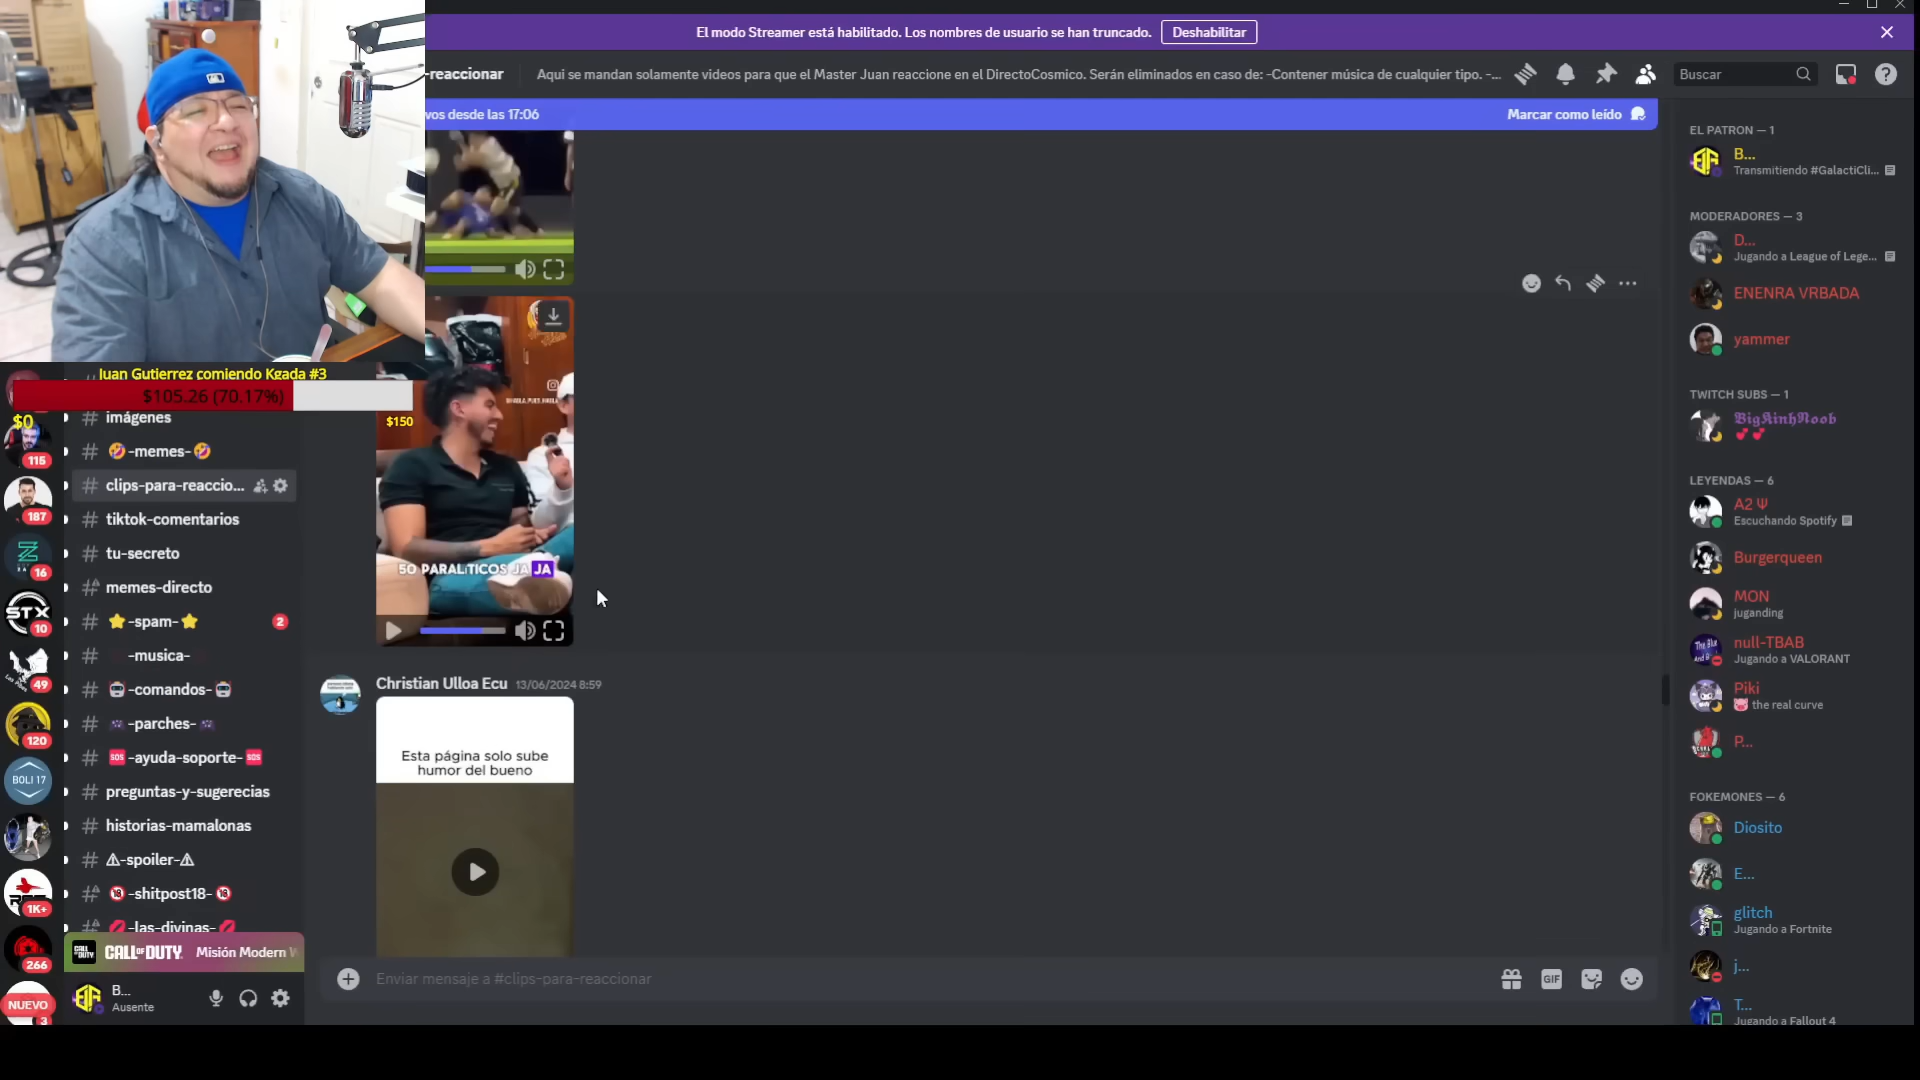 El modo Streamer está habilitado. Los nombres de usuario se han truncado.
Deshabilitar
-reaccionar
Aqui se mandan solamente videos para que el Master Juan reaccione en el DirectoCosmico. Serán eliminados en caso de: -Contener música de cualquier tipo. -...
Buscar
vos desde las 17:06
Marcar como leído
Juan Gutierrez comiendo Kgada #3
$105.26 (70.17%)
$0
$150
imágenes
-memes-
clips-para-reaccio...
tiktok-comentarios
tu-secreto
memes-directo
-spam-
2
-musica-
-comandos-
-parches-
-ayuda-soporte-
preguntas-y-sugerecias
historias-mamalonas
-spoiler-
-shitpost18-
-las-divinas-
115
187
16
STX
10
49
120
BOLI 17
1K+
266
NUEVO
3
CALL OF DUTY
Misión Modern W
B...
Ausente
50 PARALITICOS JA JA
Christian Ulloa Ecu 13/06/2024 8:59
Esta página solo sube
humor del bueno
Enviar mensaje a #clips-para-reaccionar
GIF
EL PATRON — 1
B...
Transmitiendo #GalactiCli...
MODERADORES — 3
D...
Jugando a League of Lege...
ENENRA VRBADA
yammer
TWITCH SUBS — 1
BigAinhNoob
LEYENDAS — 6
A2 Ψ
Escuchando Spotify
Burgerqueen
MON
juganding
null-TBAB
Jugando a VALORANT
Piki
the real curve
P...
FOKEMONES — 6
Diosito
E...
glitch
Jugando a Fortnite
j...
T...
Jugando a Fallout 4